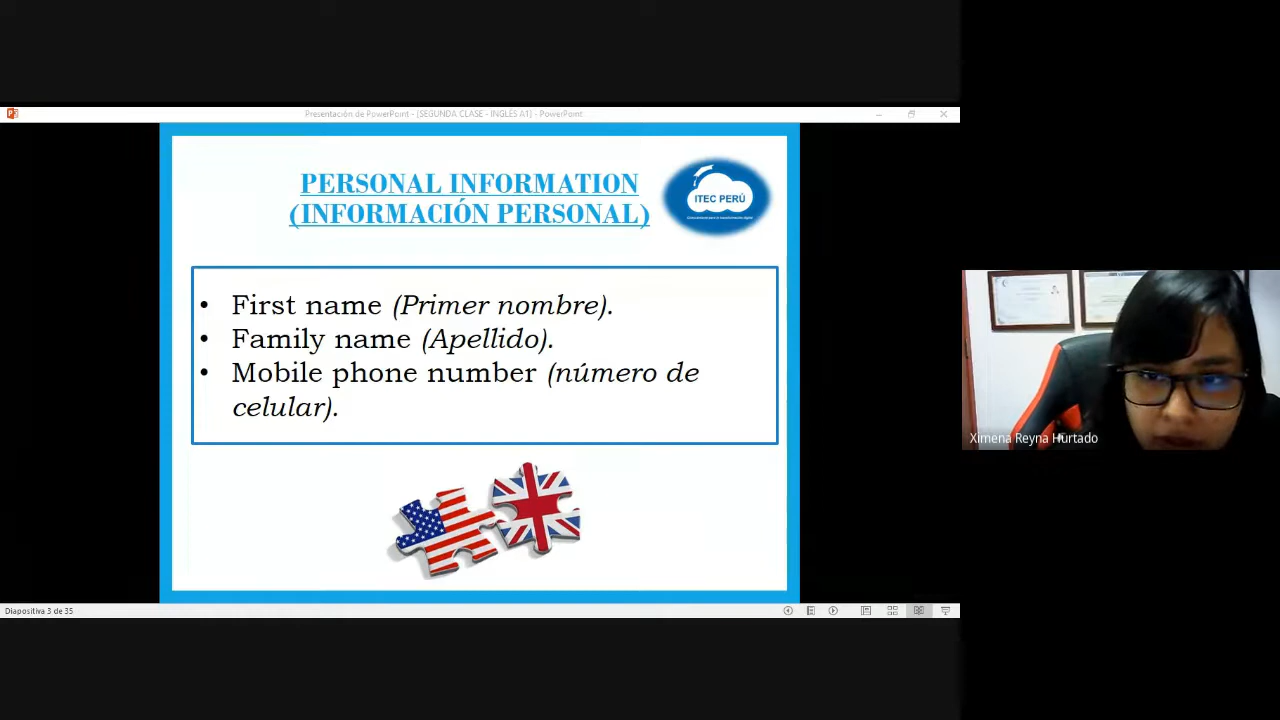 Presentación de PowerPoint - [SEGUNDA CLASE - INGLÉS A1] - PowerPoint
PERSONAL INFORMATION
(INFORMACIÓN PERSONAL)
ITEC PERÚ
• First name (Primer nombre).
• Family name (Apellido).
• Mobile phone number (número de
celular).
Ximena Reyna Hurtado
Diapositiva 3 de 35